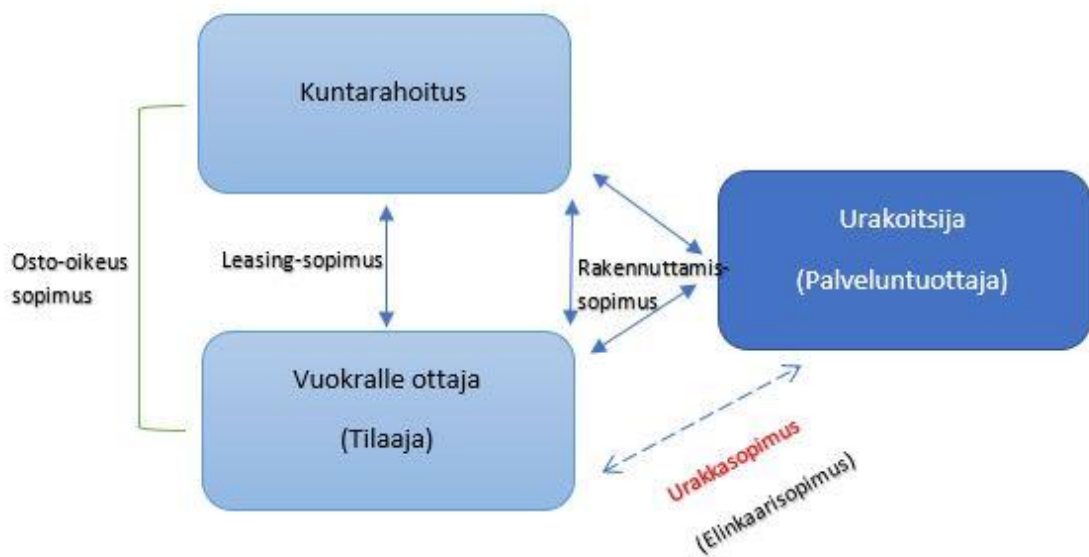 Kuntarahoitus
Urakoitsija
(Palveluntuottaja)
Osto-oikeus
sopimus
Leasing-sopimus
Rakennuttamis-
sopimus
Vuokralle ottaja
(Tilaaja)
Urakkasopimus
(Elinkaarisopimus)